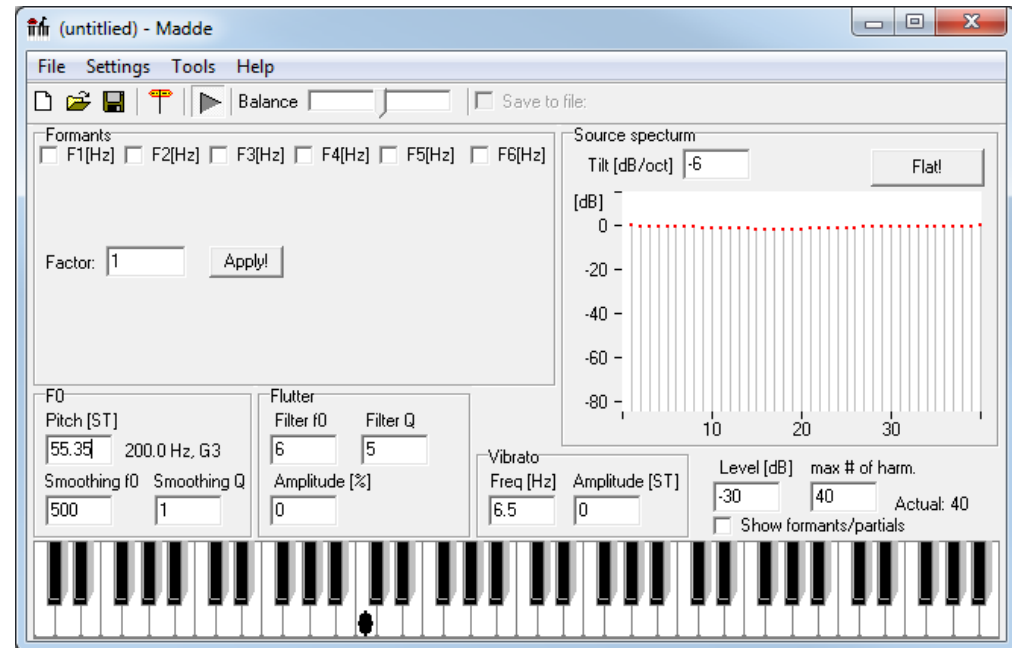 (untitlied) - Madde
File Settings Tools Help
Balance Save to file:
Formants
F1[Hz] F2[Hz] F3[Hz] F4[Hz] F5[Hz] F6[Hz]
Factor: 1 Apply!
Source specturm
Tilt [dB/oct] -6 Flat!
[dB]
0
-20
-40
-60
-80
10 20 30
F0
Pitch [ST]
55.35 200.0 Hz, G3
Smoothing f0 Smoothing Q
500 1
Flutter
Filter f0 Filter Q
6 5
Amplitude [%]
0
Vibrato
Freq [Hz] Amplitude [ST]
6.5 0
Level [dB] max # of harm.
-30 40 Actual: 40
Show formants/partials